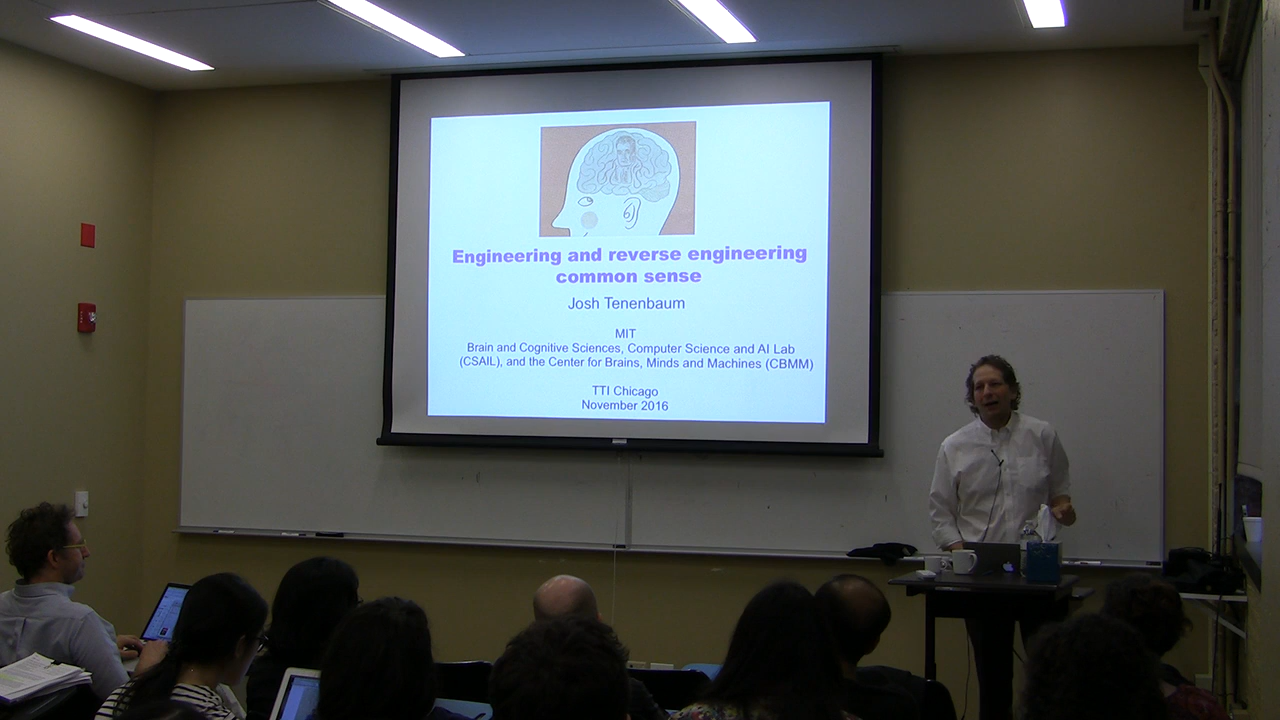 Engineering and reverse engineering
common sense
Josh Tenenbaum
MIT
Brain and Cognitive Sciences, Computer Science and AI Lab
(CSAIL), and the Center for Brains, Minds and Machines (CBMM)
TTI Chicago
November 2016